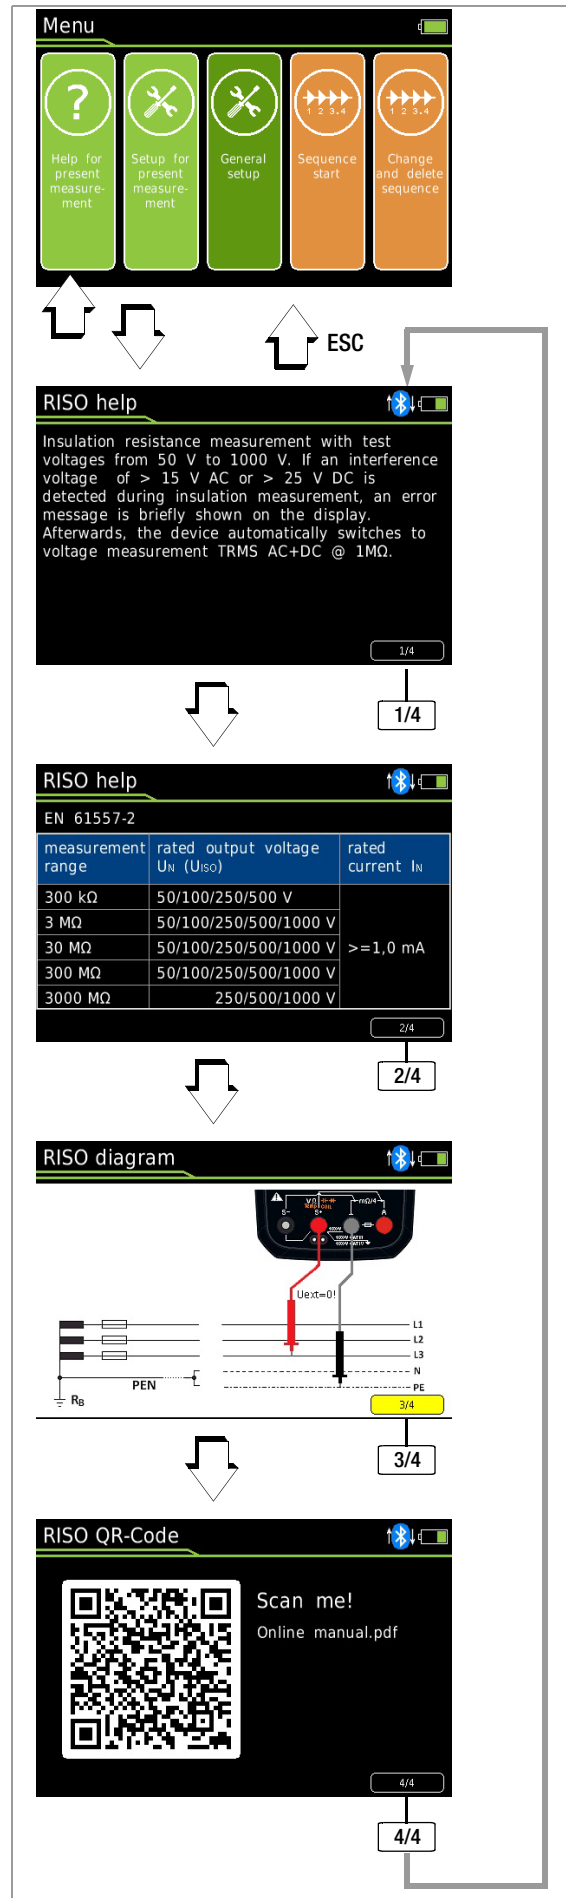 Menu
?
1 2 3.4
1 2 3.4
Help for
present
measure-
ment
Setup for
present
measure-
ment
General
setup
Sequence
start
Change
and delete
sequence
ESC
RISO help
Insulation resistance measurement with test
voltages from 50 V to 1000 V. If an interference
voltage of > 15 V AC or > 25 V DC is
detected during insulation measurement, an error
message is briefly shown on the display.
Afterwards, the device automatically switches to
voltage measurement TRMS AC+DC @ 1MΩ.
1/4
1/4
RISO help
EN 61557-2
measurement range
rated output voltage UN (UISO)
rated current IN
300 kΩ 50/100/250/500 V
3 MΩ 50/100/250/500/1000 V
30 MΩ 50/100/250/500/1000 V >=1,0 mA
300 MΩ 50/100/250/500/1000 V
3000 MΩ 250/500/1000 V
2/4
2/4
RISO diagram
VΩ
mΩ/4
S-
S+
A
Uext=0!
L1
L2
L3
N
PEN
PE
RB
3/4
3/4
RISO QR-Code
Scan me!
Online manual.pdf
4/4
4/4